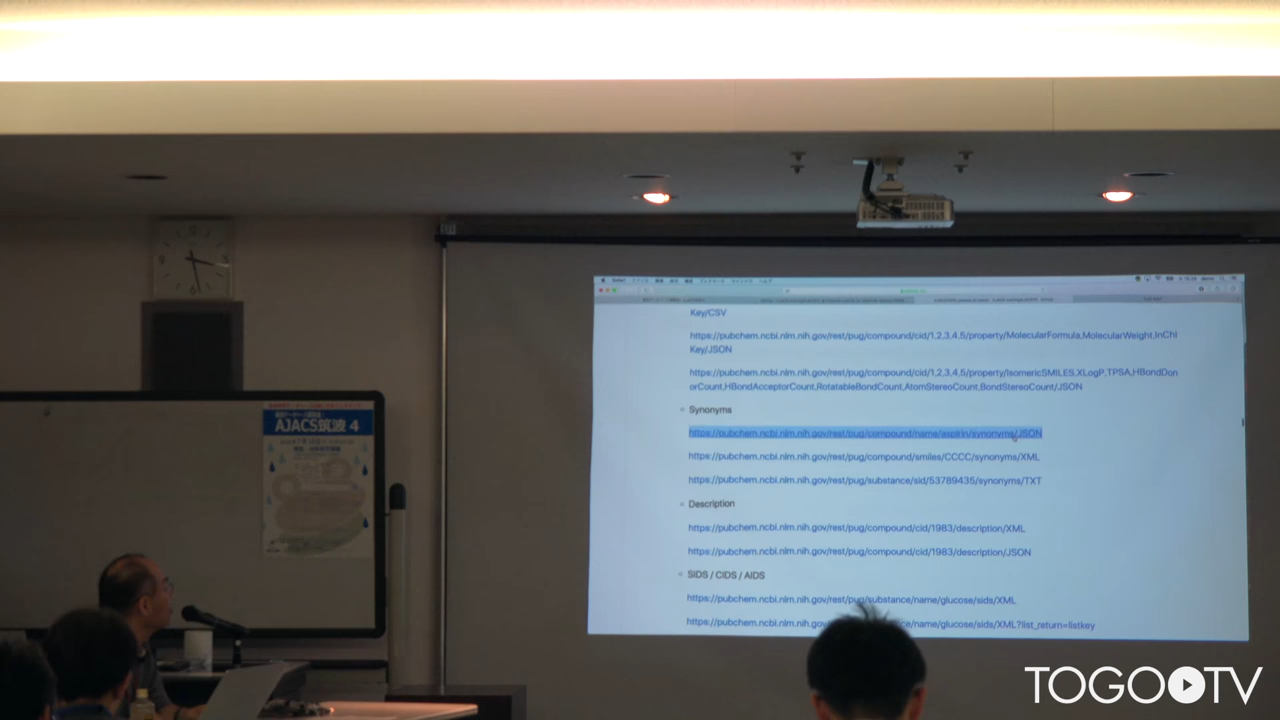 Key/CSV
https://pubchem.ncbi.nlm.nih.gov/rest/pug/compound/cid/1,2,3,4,5/property/MolecularFormula,MolecularWeight,InChI
Key/JSON
https://pubchem.ncbi.nlm.nih.gov/rest/pug/compound/cid/1,2,3,4,5/property/IsomericSMILES,XLogP,TPSA,HBondDon
orCount,HBondAcceptorCount,RotatableBondCount,AtomStereoCount,BondStereoCount/JSON
Synonyms
https://pubchem.ncbi.nlm.nih.gov/rest/pug/compound/name/aspirin/synonyms/JSON
https://pubchem.ncbi.nlm.nih.gov/rest/pug/compound/smiles/CCCC/synonyms/XML
https://pubchem.ncbi.nlm.nih.gov/rest/pug/substance/sid/53789435/synonyms/TXT
Description
https://pubchem.ncbi.nlm.nih.gov/rest/pug/compound/cid/1983/description/XML
https://pubchem.ncbi.nlm.nih.gov/rest/pug/compound/cid/1983/description/JSON
SIDS / CIDS / AIDS
https://pubchem.ncbi.nlm.nih.gov/rest/pug/substance/name/glucose/sids/XML
https://pubchem.ncbi.nlm.nih.gov/rest/pug/ce/name/glucose/sids/XML?list_return=listkey
AJACS筑波 4
TOGO TV